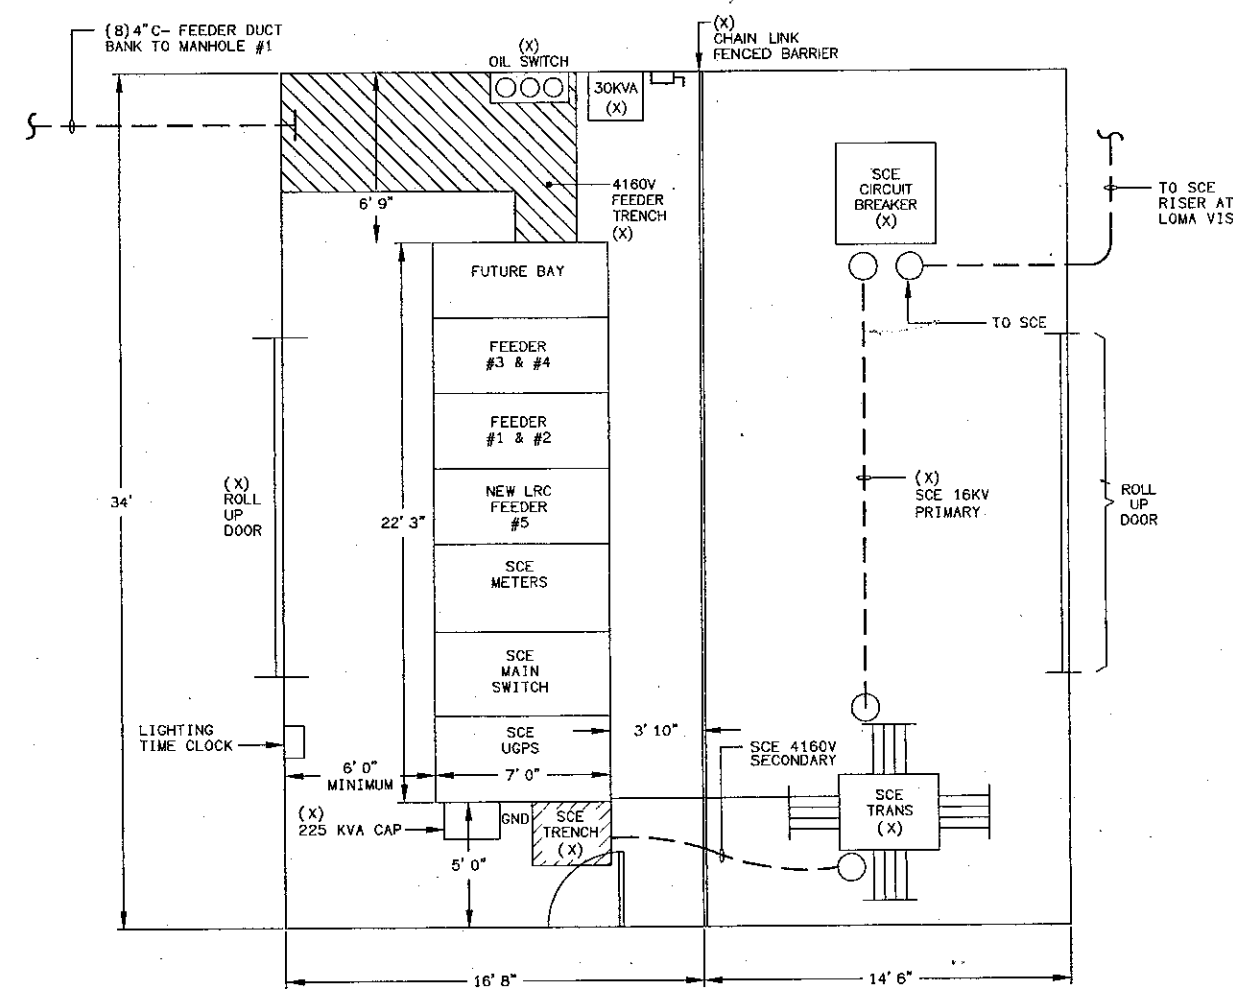 (8) 4"C- FEEDER DUCT
BANK TO MANHOLE #1
(X)
OIL SWITCH
(X)
CHAIN LINK
FENCED BARRIER
30KVA
(X)
4160V
FEEDER
TRENCH
(X)
6' 9"
SCE
CIRCUIT
BREAKER
(X)
TO SCE
RISER AT
LOMA VIS
TO SCE
FUTURE BAY
FEEDER
#3 & #4
FEEDER
#1 & #2
NEW LRC
FEEDER
#5
SCE
METERS
SCE
MAIN
SWITCH
SCE
UGPS
34'
(X)
ROLL
UP
DOOR
22' 3"
(X)
SCE 16KV
PRIMARY
ROLL
UP
DOOR
LIGHTING
TIME CLOCK
6' 0"
MINIMUM
7' 0"
3' 10"
SCE 4160V
SECONDARY
SCE
TRANS
(X)
(X)
225 KVA CAP
GND
SCE
TRENCH
(X)
5' 0"
16' 8"
14' 6"